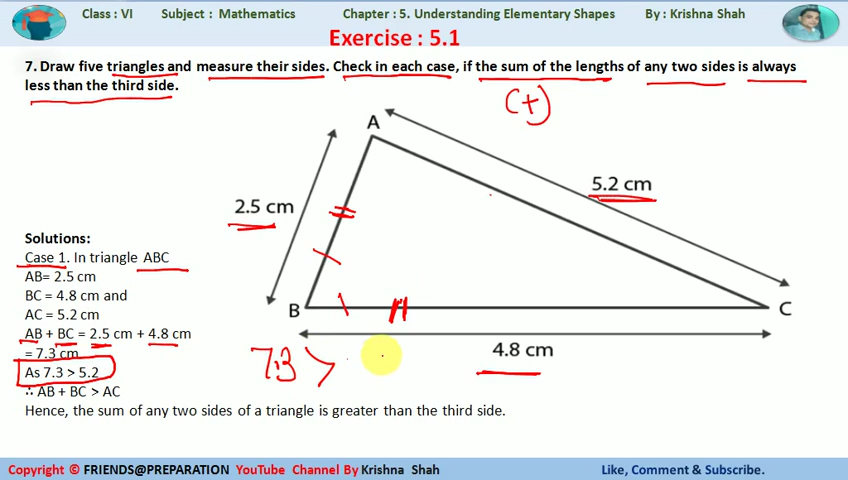 Class : VI Subject : Mathematics Chapter : 5. Understanding Elementary Shapes By : Krishna Shah
Exercise : 5.1
7. Draw five triangles and measure their sides. Check in each case, if the sum of the lengths of any two sides is always
less than the third side.
(+)
A
5.2 cm
2.5 cm
Solutions:
Case 1. In triangle ABC
AB= 2.5 cm
BC = 4.8 cm and
AC = 5.2 cm
B
C
AB + BC = 2.5 cm + 4.8 cm
= 7.3 cm
4.8 cm
7.3 >
As 7.3 > 5.2
∴ AB + BC > AC
Hence, the sum of any two sides of a triangle is greater than the third side.
Copyright © FRIENDS@PREPARATION YouTube Channel By Krishna Shah Like, Comment & Subscribe.